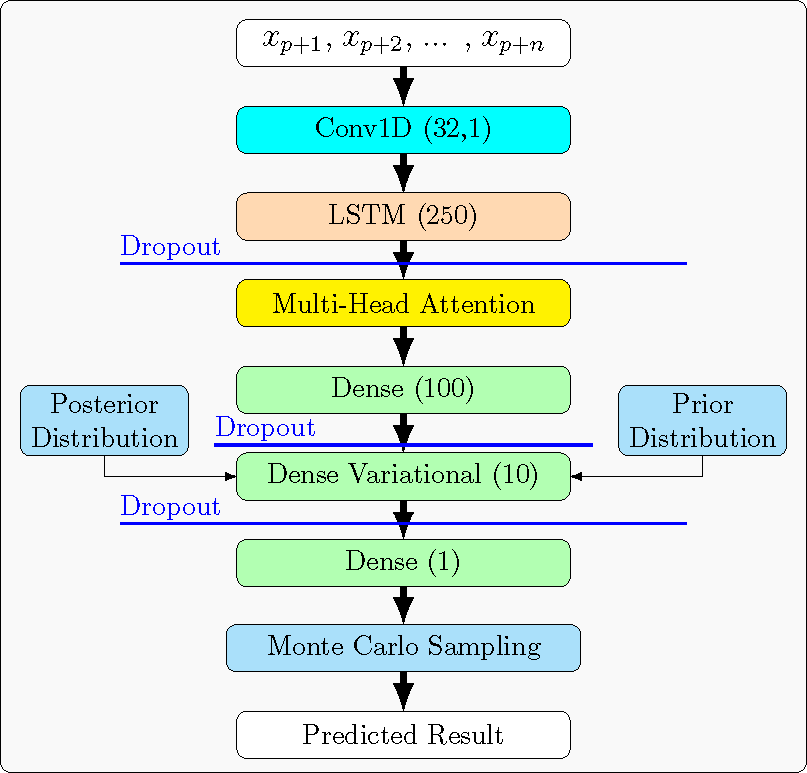 x_{p+1}, x_{p+2}, ... , x_{p+n}
Conv1D (32,1)
LSTM (250)
Dropout
Multi-Head Attention
Dense (100)
Posterior
Distribution
Prior
Distribution
Dropout
Dense Variational (10)
Dropout
Dense (1)
Monte Carlo Sampling
Predicted Result